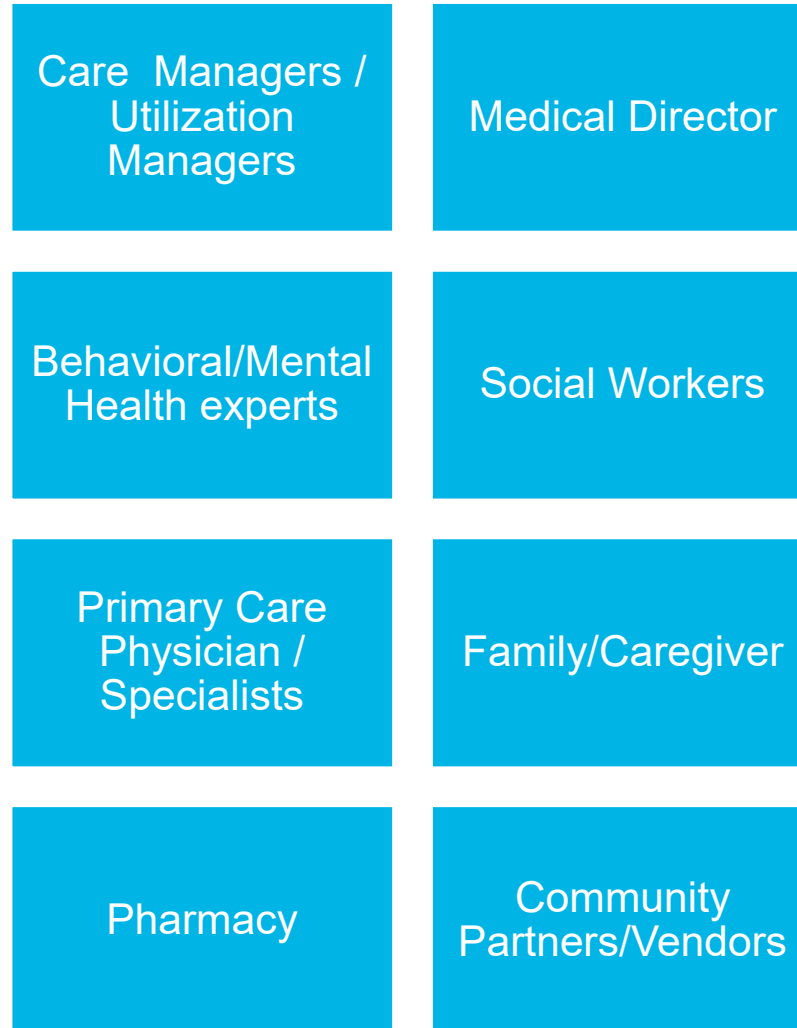 Care  Managers /
Utilization
Managers
Medical Director
Behavioral/Mental
Health experts
Social Workers
Primary Care
Physician /
Specialists
Family/Caregiver
Pharmacy
Community
Partners/Vendors